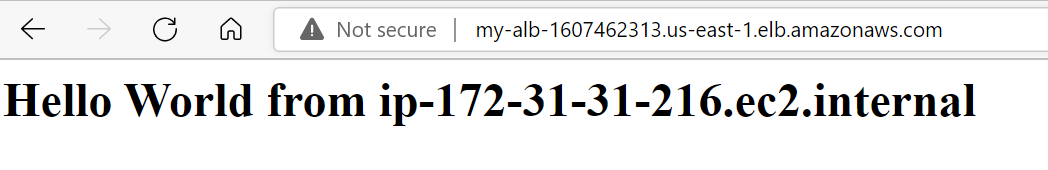 Not secure | my-alb-1607462313.us-east-1.elb.amazonaws.com
Hello World from ip-172-31-31-216.ec2.internal